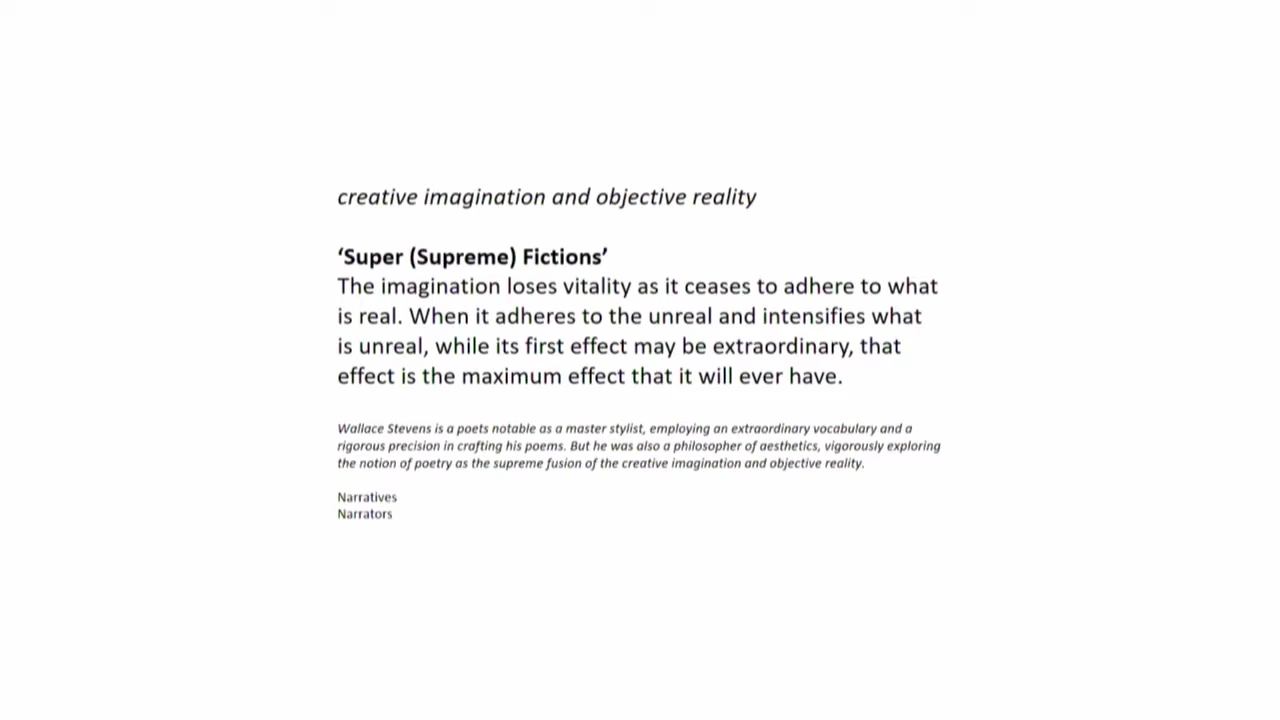 creative imagination and objective reality
‘Super (Supreme) Fictions’
The imagination loses vitality as it ceases to adhere to what
is real. When it adheres to the unreal and intensifies what
is unreal, while its first effect may be extraordinary, that
effect is the maximum effect that it will ever have.
Wallace Stevens is a poets notable as a master stylist, employing an extraordinary vocabulary and a
rigorous precision in crafting his poems. But he was also a philosopher of aesthetics, vigorously exploring
the notion of poetry as the supreme fusion of the creative imagination and objective reality.
Narratives
Narrators